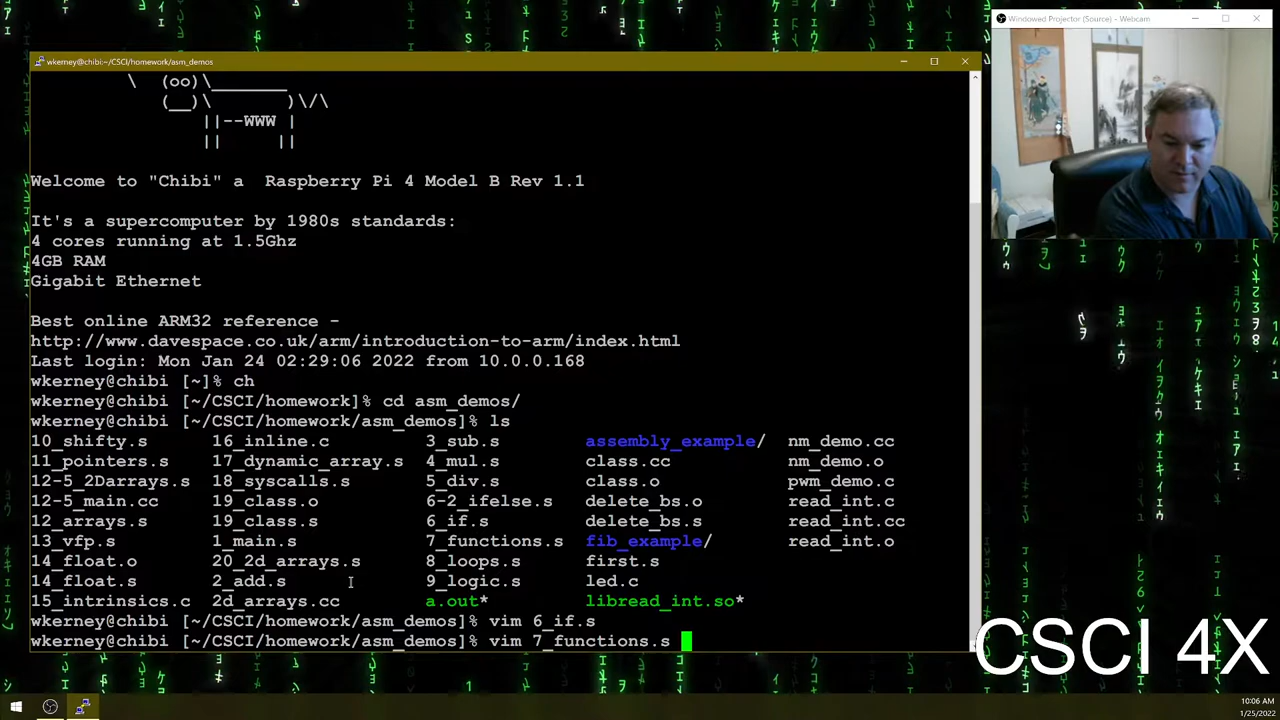 Windowed Projector (Source) - Webcam
wkerney@chibi:~/CSCI/homework/asm_demos
\   (oo)\_______
(__)\       )\/\
||--WWW |
||     ||
Welcome to "Chibi" a  Raspberry Pi 4 Model B Rev 1.1
It's a supercomputer by 1980s standards:
4 cores running at 1.5Ghz
4GB RAM
Gigabit Ethernet
Best online ARM32 reference -
http://www.davespace.co.uk/arm/introduction-to-arm/index.html
Last login: Mon Jan 24 02:29:06 2022 from 10.0.0.168
wkerney@chibi [~]% ch
wkerney@chibi [~/CSCI/homework]% cd asm_demos/
wkerney@chibi [~/CSCI/homework/asm_demos]% ls
10_shifty.s      16_inline.c         3_sub.s        assembly_example/  nm_demo.cc
11_pointers.s    17_dynamic_array.s  4_mul.s        class.cc           nm_demo.o
12-5_2Darrays.s  18_syscalls.s       5_div.s        class.o            pwm_demo.c
12-5_main.cc     19_class.o          6-2_ifelse.s   delete_bs.o        read_int.c
12_arrays.s      19_class.s          6_if.s         delete_bs.s        read_int.cc
13_vfp.s         1_main.s            7_functions.s  fib_example/       read_int.o
14_float.o       20_2d_arrays.s      8_loops.s      first.s
14_float.s       2_add.s             9_logic.s      led.c
15_intrinsics.c  2d_arrays.cc        a.out*         libread_int.so*
wkerney@chibi [~/CSCI/homework/asm_demos]% vim 6_if.s
wkerney@chibi [~/CSCI/homework/asm_demos]% vim 7_functions.s
CSCI 4X
10:06 AM
1/25/2022